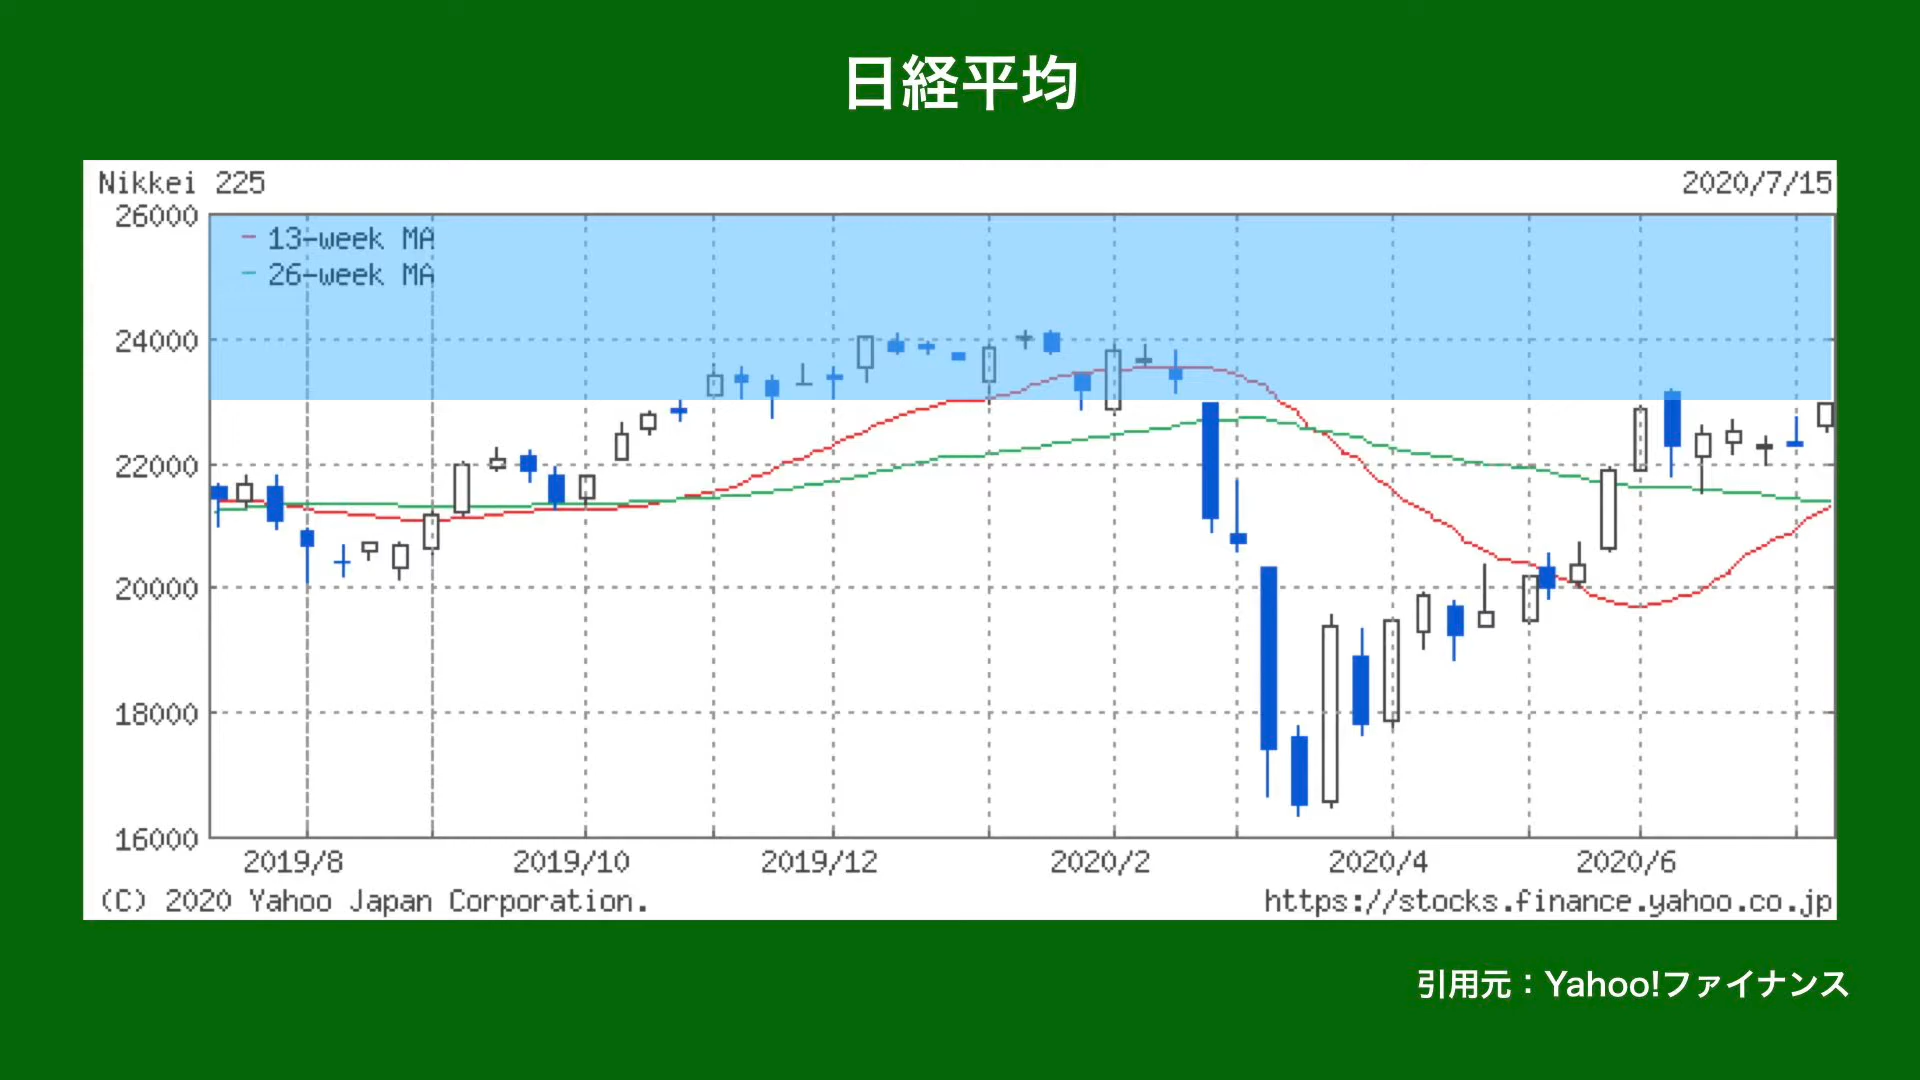 日経平均
Nikkei 225
2020/7/15
26000
13-week MA
26-week MA
24000
22000
20000
18000
16000
2019/8 2019/10 2019/12 2020/2 2020/4 2020/6
(C) 2020 Yahoo Japan Corporation.
https://stocks.finance.yahoo.co.jp
引用元：Yahoo!ファイナンス